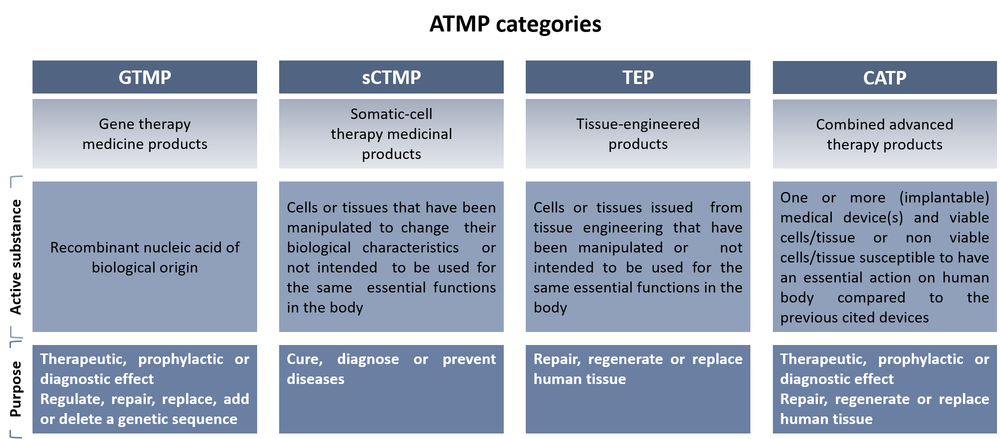 ATMP categories
GTMP
sCTMP
TEP
CATP
Gene therapy
medicine products
Somatic-cell
therapy medicinal
products
Tissue-engineered
products
Combined advanced
therapy products
Active substance
Recombinant nucleic acid of
biological origin
Cells or tissues that have been
manipulated to change their
biological characteristics or
not intended to be used for
the same essential functions
in the body
Cells or tissues issued from
tissue engineering that have
been manipulated or not
intended to be used for the
same essential functions in the
body
One or more (implantable)
medical device(s) and viable
cells/tissue or non viable
cells/tissue susceptible to have
an essential action on human
body compared to the
previous cited devices
Purpose
Therapeutic, prophylactic or
diagnostic effect
Regulate, repair, replace, add
or delete a genetic sequence
Cure, diagnose or prevent
diseases
Repair, regenerate or replace
human tissue
Therapeutic, prophylactic or
diagnostic effect
Repair, regenerate or replace
human tissue